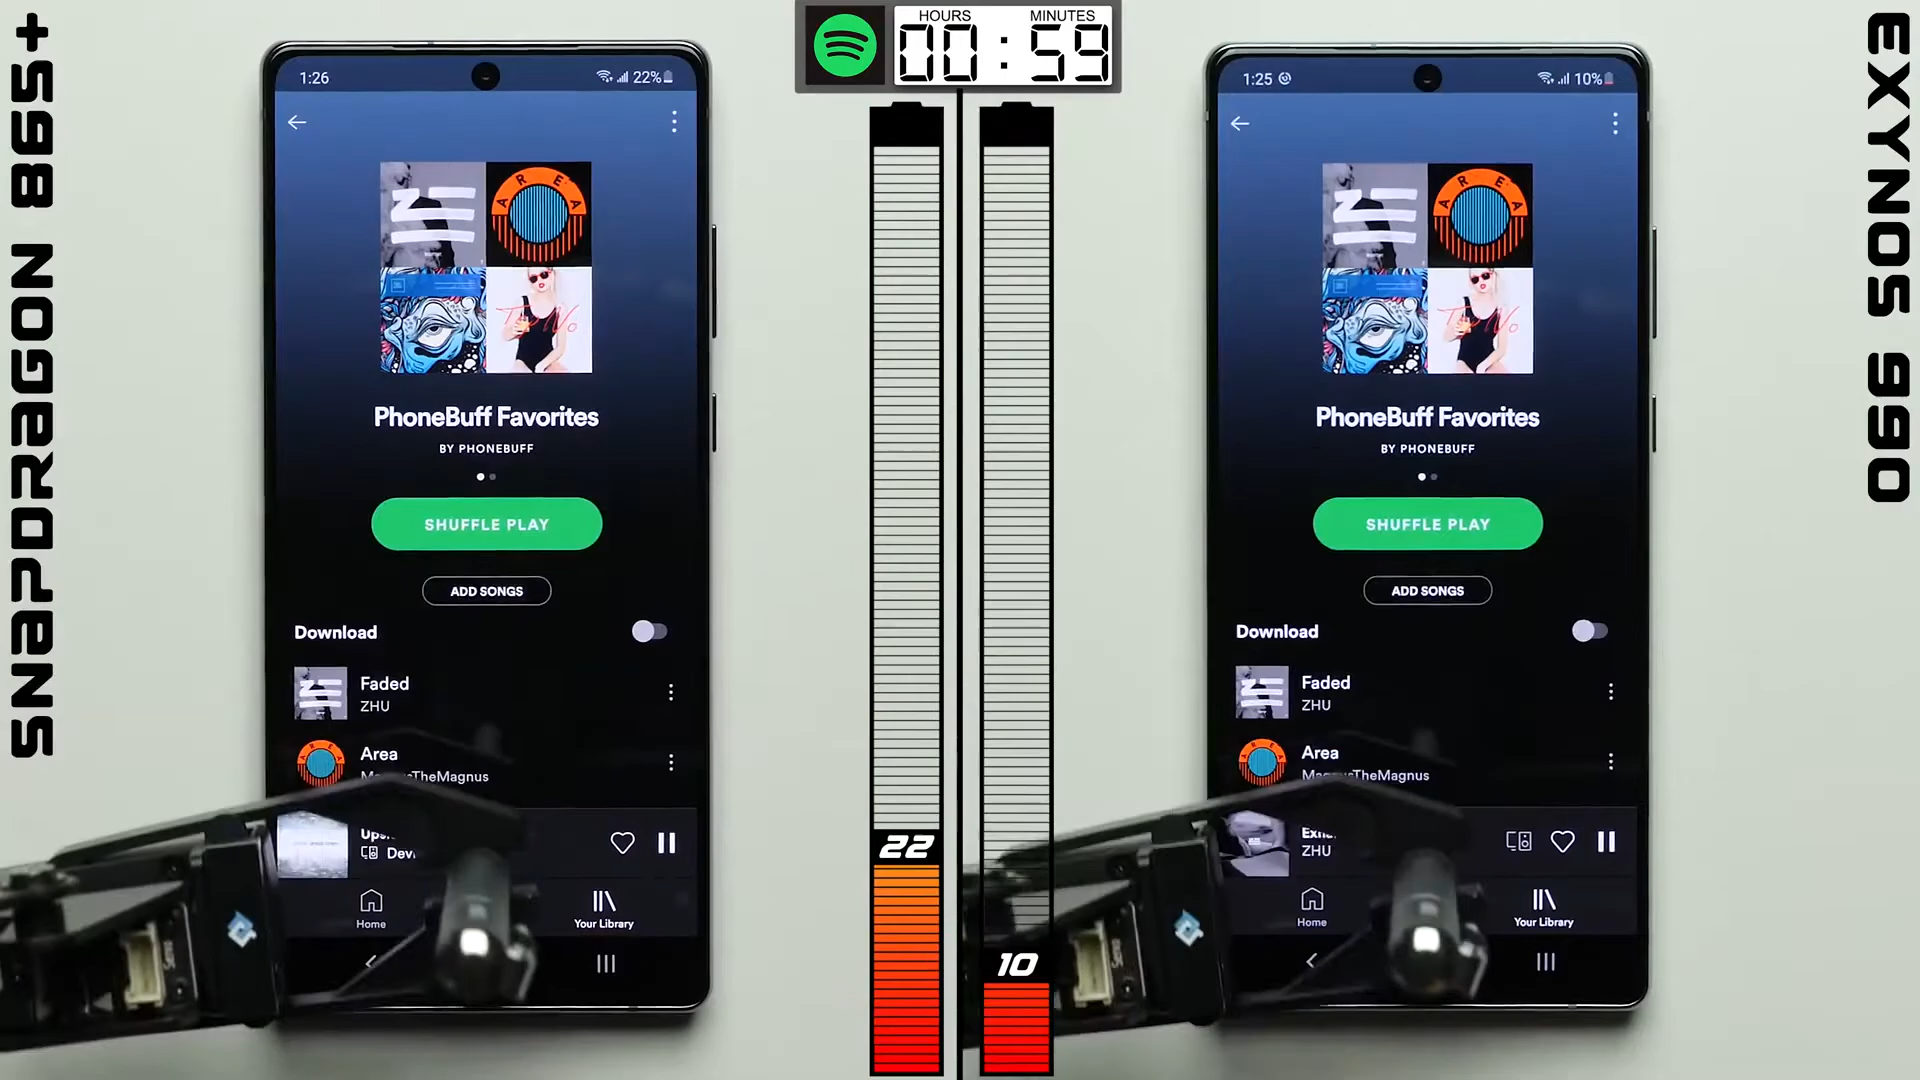 SNAPDRAGON 865+
HOURS
MINUTES
00:59
EXYNOS 990
1:26
22%
PhoneBuff Favorites
BY PHONEBUFF
SHUFFLE PLAY
ADD SONGS
Download
Faded
ZHU
Area
TheMagnus
Home
Your Library
22
10
1:25
10%
AREA
PhoneBuff Favorites
BY PHONEBUFF
SHUFFLE PLAY
ADD SONGS
Download
Faded
ZHU
Area
TheMagnus
ZHU
Home
Your Library